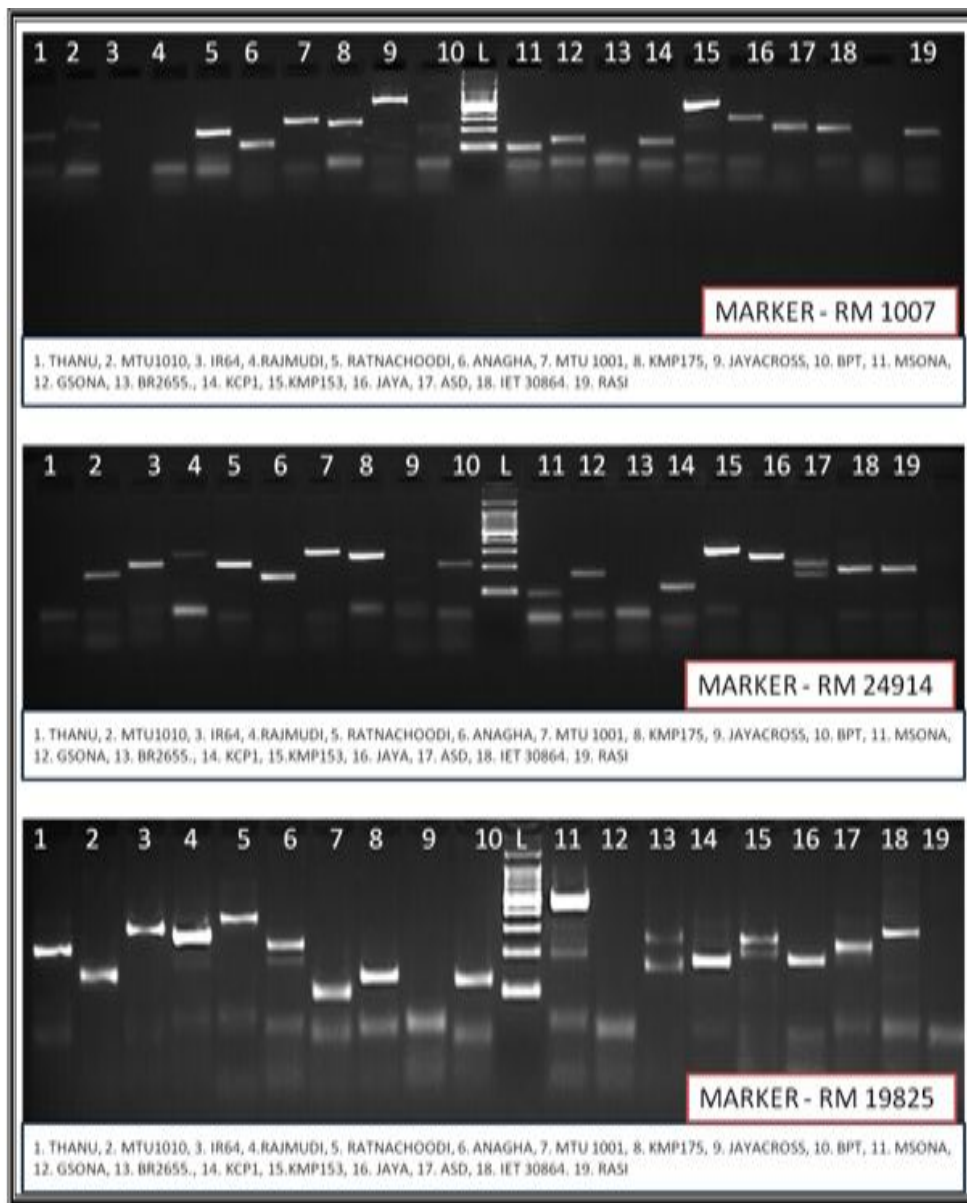 1 2 3 4 5 6 7 8 9 10 L 11 12 13 14 15 16 17 18 19
MARKER - RM 1007
1. THANU, 2. MTU1010, 3. IR64, 4.RAJMUDI, 5. RATNACHOODI, 6. ANAGHA, 7. MTU 1001, 8. KMP175, 9. JAYACROSS, 10. BPT, 11. MSONA,
12. GSONA, 13. BR2655., 14. KCP1, 15.KMP153, 16. JAYA, 17. ASD, 18. IET 30864. 19. RASI
1 2 3 4 5 6 7 8 9 10 L 11 12 13 14 15 16 17 18 19
MARKER - RM 24914
1. THANU, 2. MTU1010, 3. IR64, 4.RAJMUDI, 5. RATNACHOODI, 6. ANAGHA, 7. MTU 1001, 8. KMP175, 9. JAYACROSS, 10. BPT, 11. MSONA,
12. GSONA, 13. BR2655., 14. KCP1, 15.KMP153, 16. JAYA, 17. ASD, 18. IET 30864. 19. RASI
1 2 3 4 5 6 7 8 9 10 L 11 12 13 14 15 16 17 18 19
MARKER - RM 19825
1. THANU, 2. MTU1010, 3. IR64, 4.RAJMUDI, 5. RATNACHOODI, 6. ANAGHA, 7. MTU 1001, 8. KMP175, 9. JAYACROSS, 10. BPT, 11. MSONA,
12. GSONA, 13. BR2655., 14. KCP1, 15.KMP153, 16. JAYA, 17. ASD, 18. IET 30864. 19. RASI